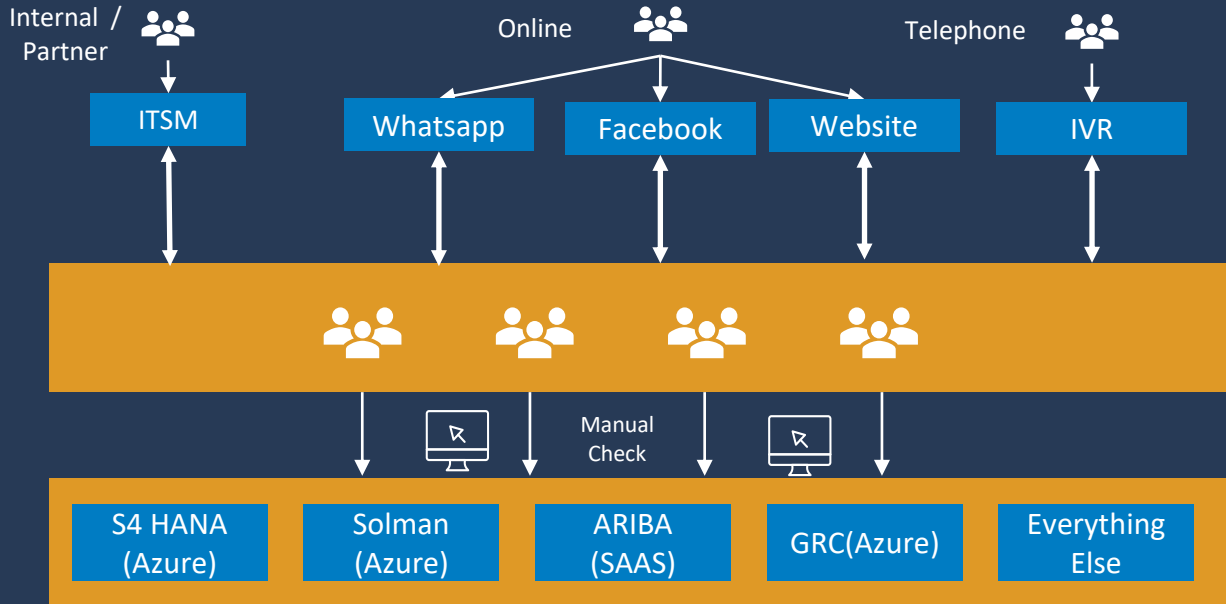 Internal /
Partner
Online
Telephone
ITSM
Whatsapp
Facebook
Website
IVR
Manual
Check
S4 HANA
(Azure)
Solman
(Azure)
ARIBA
(SAAS)
GRC(Azure)
Everything
Else